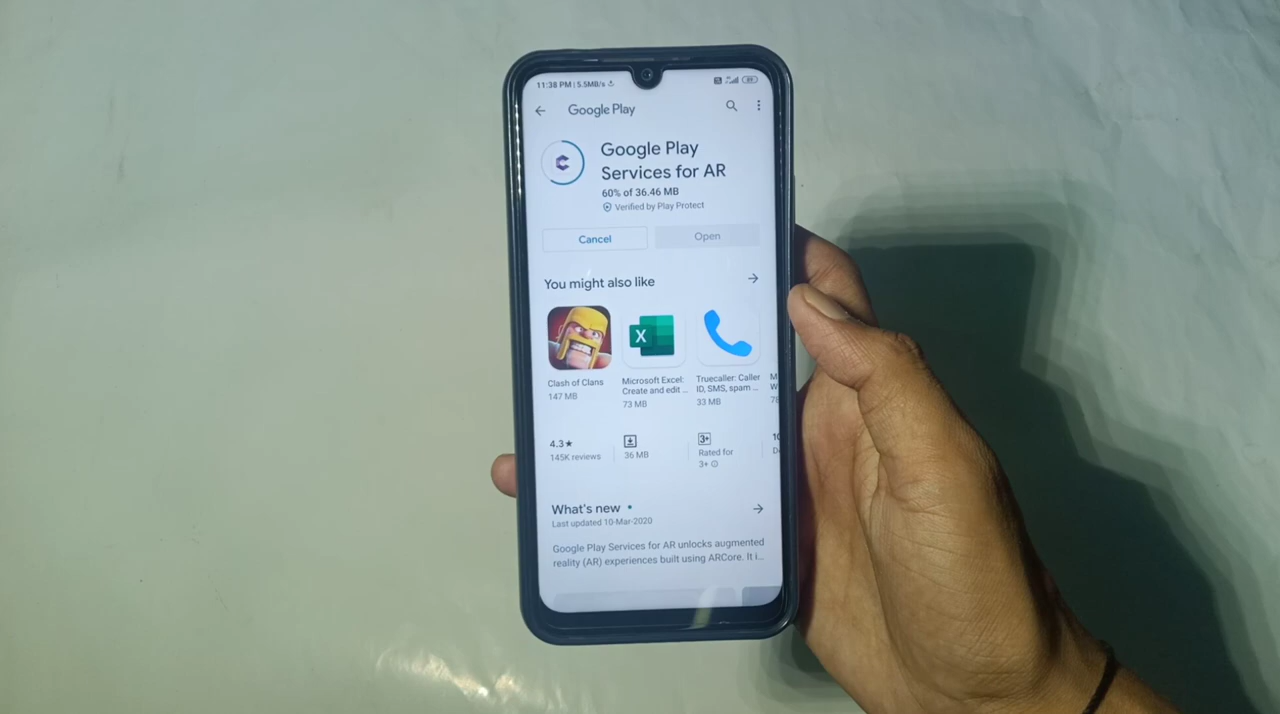 11:38 PM | 5.5MB/s
89
Google Play
Google Play
Services for AR
60% of 36.46 MB
Verified by Play Protect
Cancel
Open
You might also like
Clash of Clans
147 MB
Microsoft Excel:
Create and edit ...
73 MB
Truecaller: Caller
ID, SMS, spam ...
33 MB
4.3★
145K reviews
36 MB
3+
Rated for
3+
What's new
Last updated 10-Mar-2020
Google Play Services for AR unlocks augmented
reality (AR) experiences built using ARCore. It i...